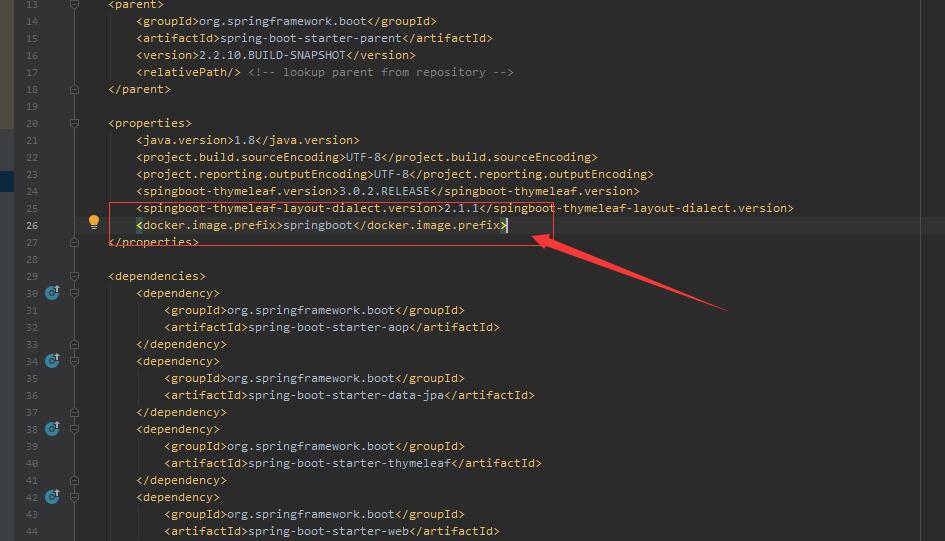 13 <parent>
14 <groupId>org.springframework.boot</groupId>
15 <artifactId>spring-boot-starter-parent</artifactId>
16 <version>2.2.10.BUILD-SNAPSHOT</version>
17 <relativePath/> <!-- lookup parent from repository -->
18 </parent>
19
20 <properties>
21 <java.version>1.8</java.version>
22 <project.build.sourceEncoding>UTF-8</project.build.sourceEncoding>
23 <project.reporting.outputEncoding>UTF-8</project.reporting.outputEncoding>
24 <spingboot-thymeleaf.version>3.0.2.RELEASE</spingboot-thymeleaf.version>
25 <spingboot-thymeleaf-layout-dialect.version>2.1.1</spingboot-thymeleaf-layout-dialect.version>
26 <docker.image.prefix>springboot</docker.image.prefix>
27 </properties>
28
29 <dependencies>
30 <dependency>
31 <groupId>org.springframework.boot</groupId>
32 <artifactId>spring-boot-starter-aop</artifactId>
33 </dependency>
34 <dependency>
35 <groupId>org.springframework.boot</groupId>
36 <artifactId>spring-boot-starter-data-jpa</artifactId>
37 </dependency>
38 <dependency>
39 <groupId>org.springframework.boot</groupId>
40 <artifactId>spring-boot-starter-thymeleaf</artifactId>
41 </dependency>
42 <dependency>
43 <groupId>org.springframework.boot</groupId>
44 <artifactId>spring-boot-starter-web</artifactId>